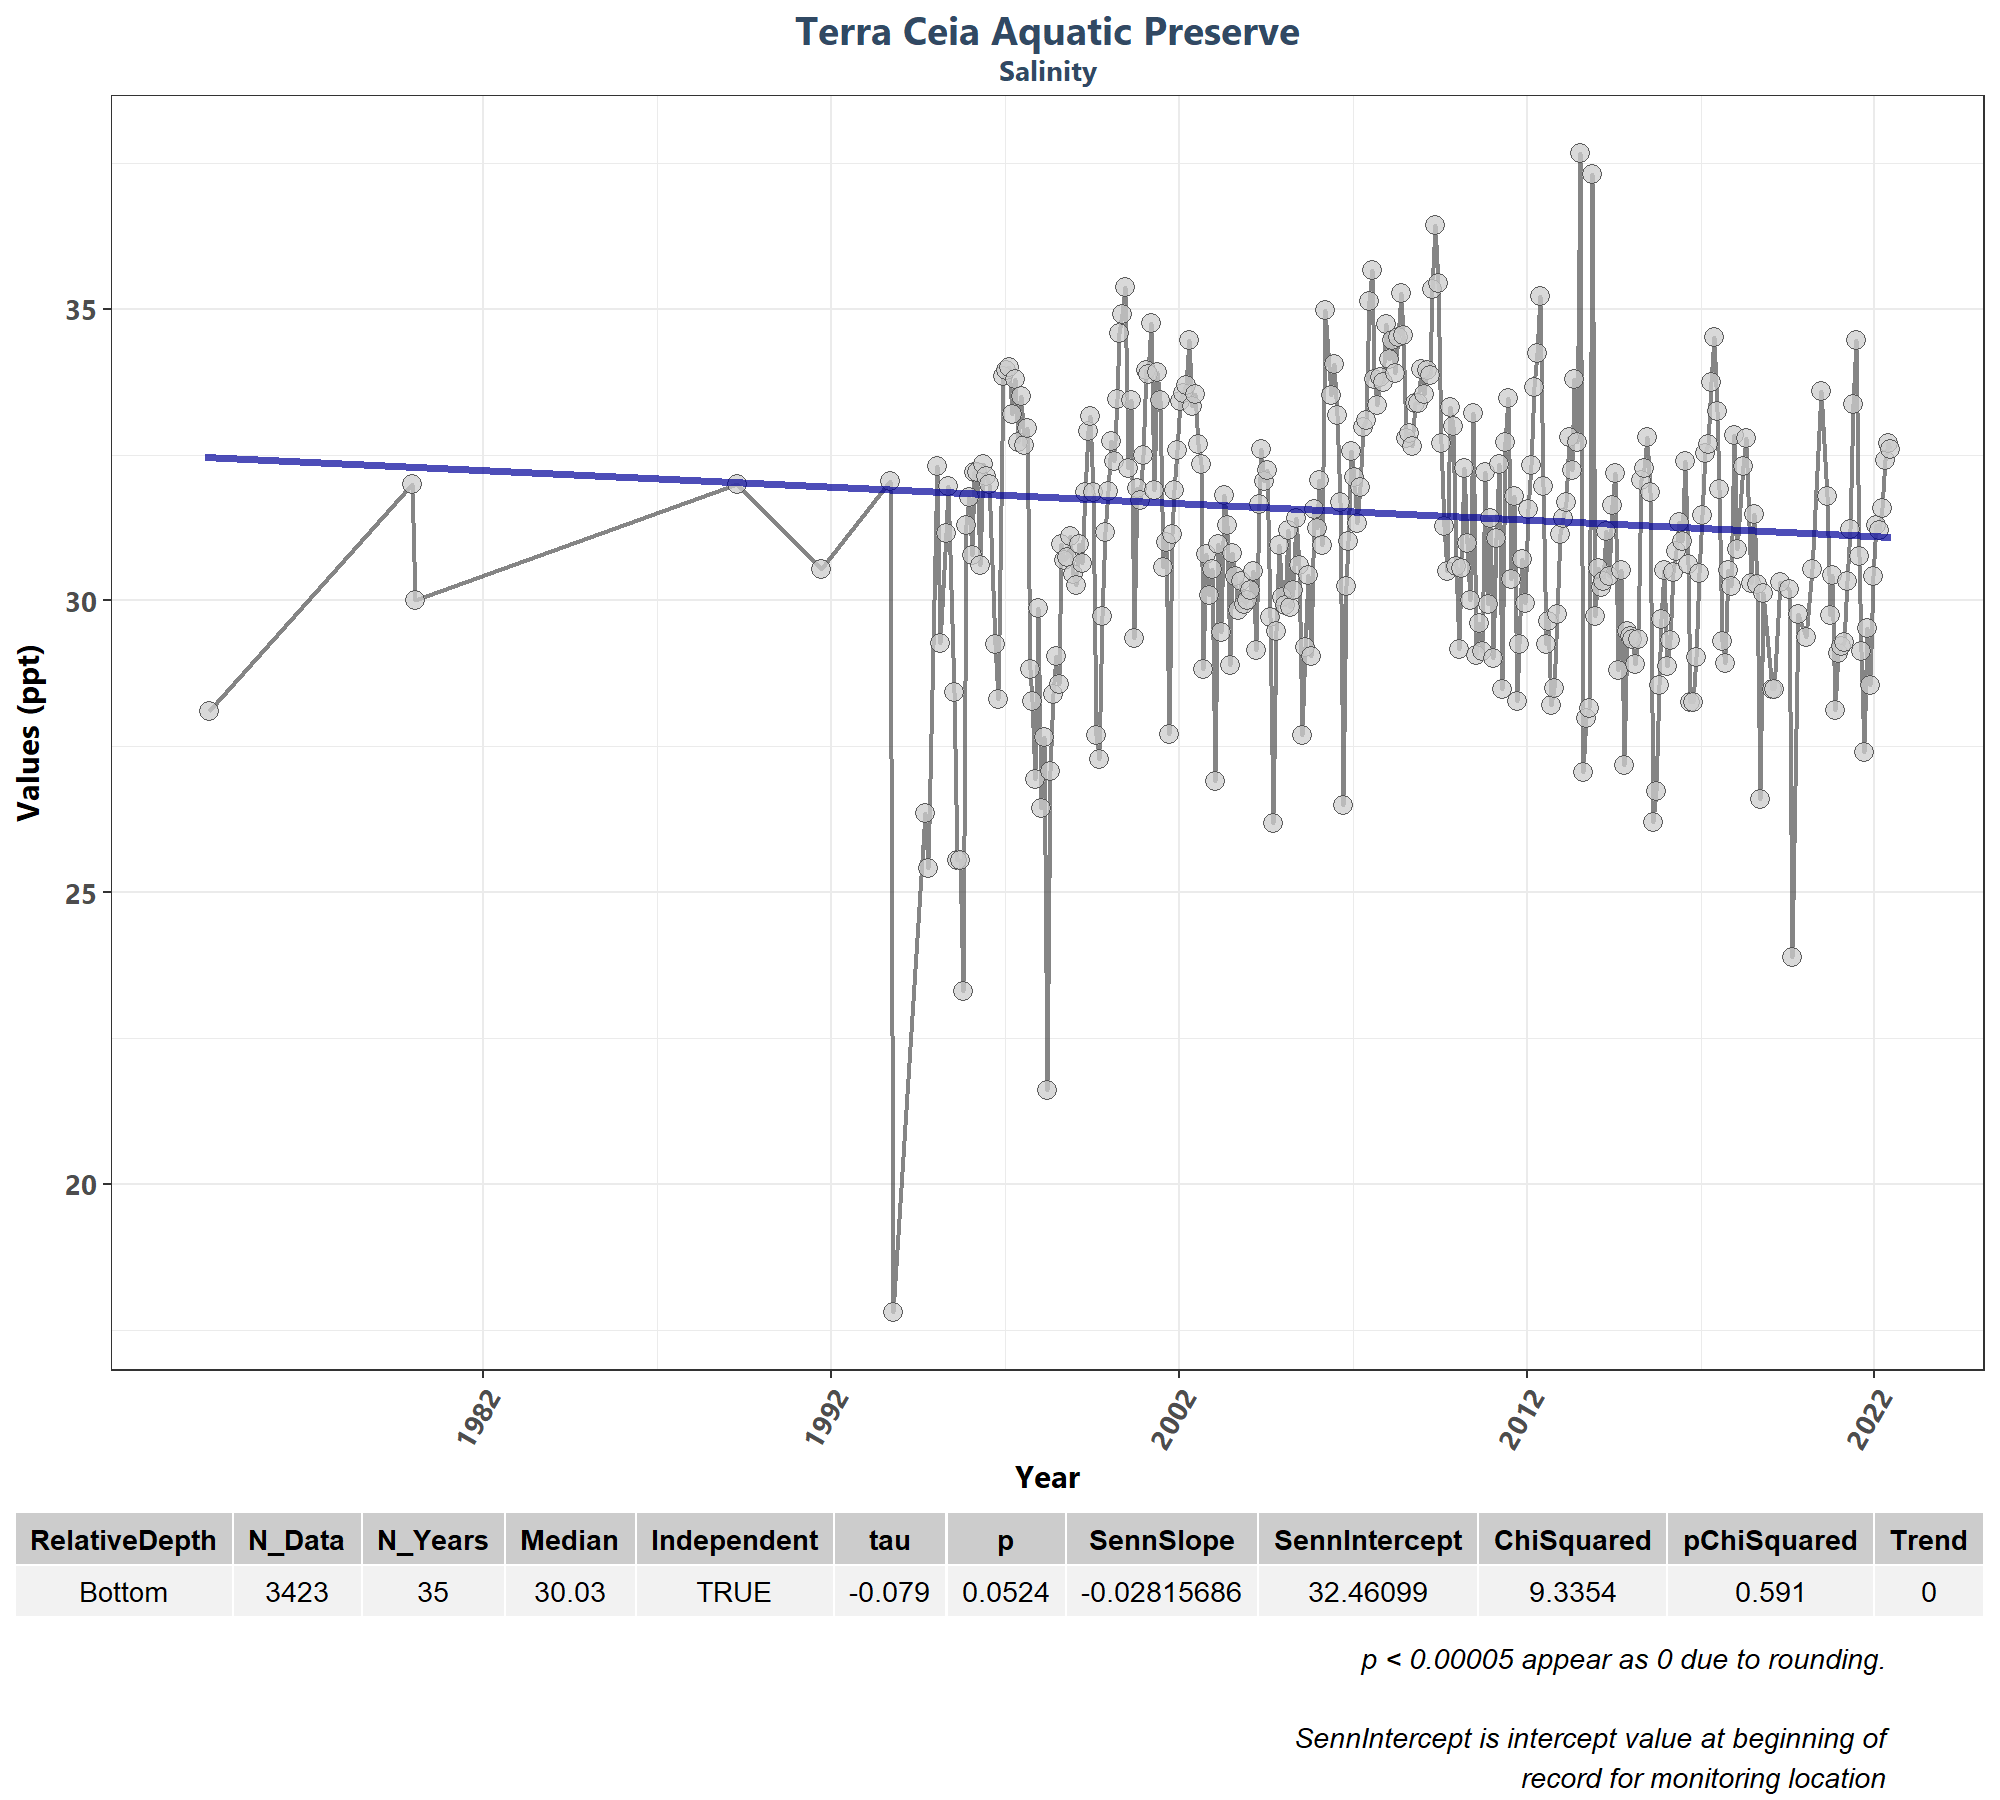 Terra Ceia Aquatic Preserve
Salinity
Values (ppt)
35
30
25
20
1982
1992
2002
2012
2022
Year
RelativeDepth N_Data N_Years Median Independent tau p SennSlope SennIntercept ChiSquared pChiSquared Trend
Bottom 3423 35 30.03 TRUE -0.079 0.0524 -0.02815686 32.46099 9.3354 0.591 0
p < 0.00005 appear as 0 due to rounding.
SennIntercept is intercept value at beginning of
record for monitoring location